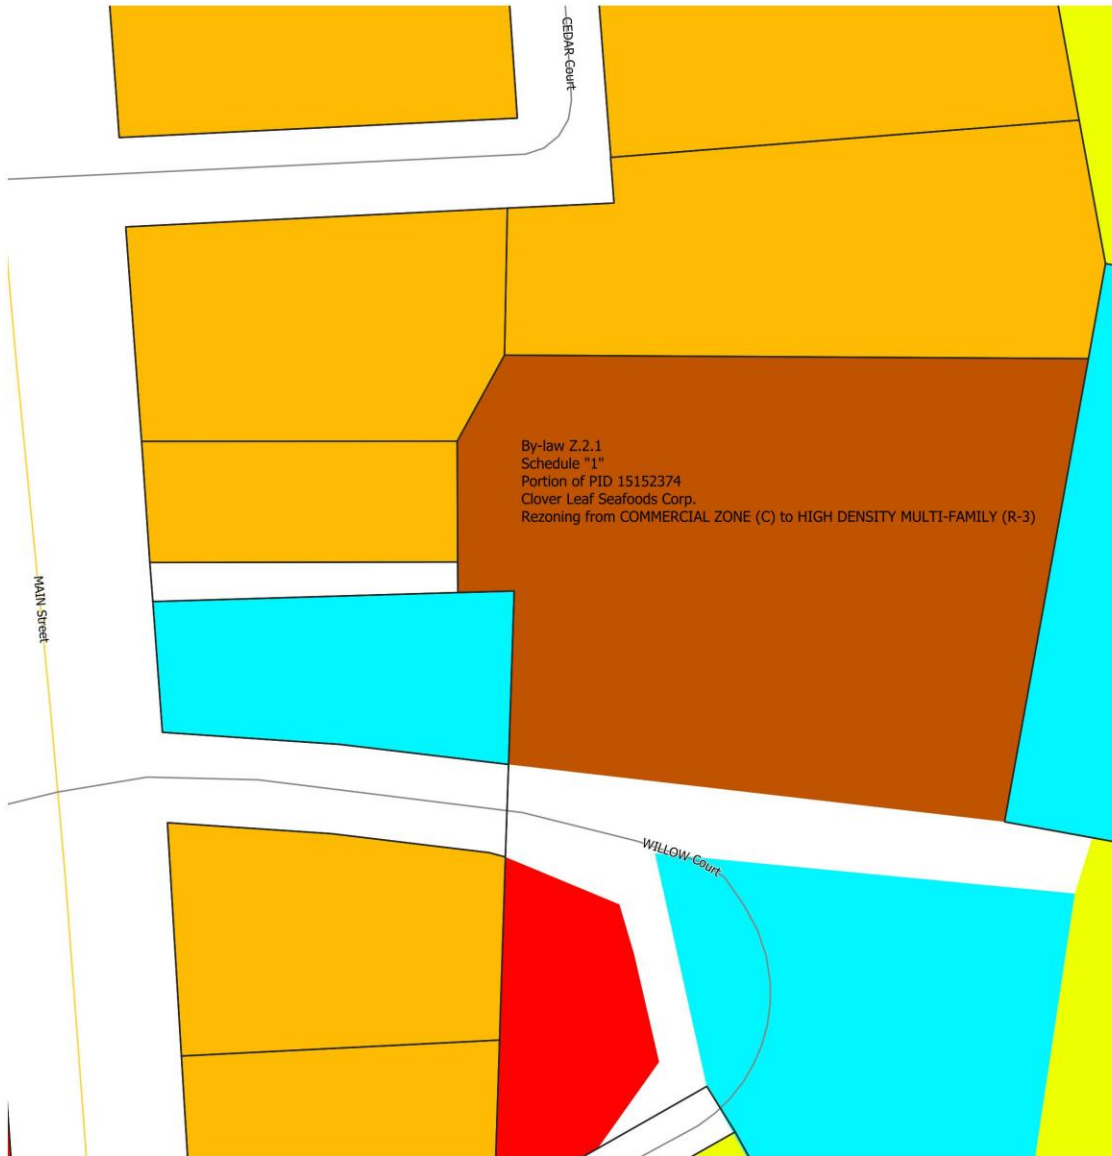 CEDAR Court
By-law Z.2.1
Schedule "1"
Portion of PID 15152374
Clover Leaf Seafoods Corp.
Rezoning from COMMERCIAL ZONE (C) to HIGH DENSITY MULTI-FAMILY (R-3)
MAIN Street
WILLOW Court